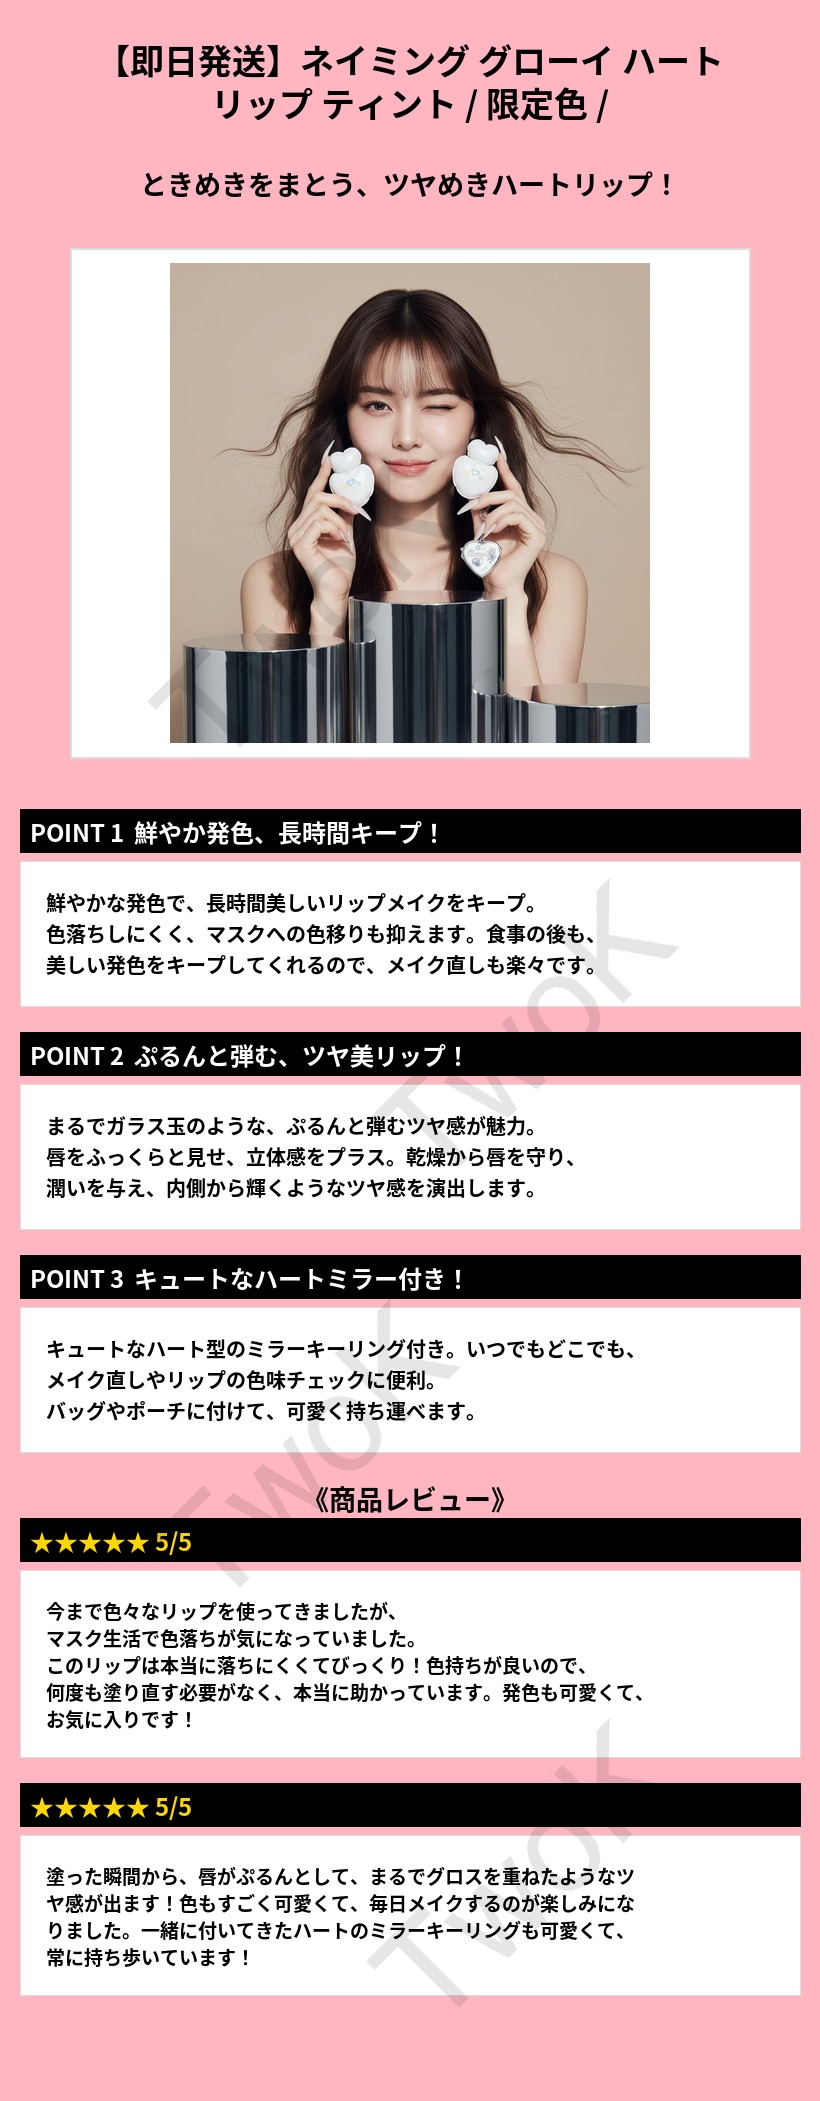 【即日発送】ネイミング グローイ ハート
リップ ティント / 限定色 /
ときめきをまとう、ツヤめきハートリップ！
POINT 1 鮮やか発色、長時間キープ！
鮮やかな発色で、長時間美しいリップメイクをキープ。
色落ちしにくく、マスクへの色移りも抑えます。食事の後も、
美しい発色をキープしてくれるので、メイク直しも楽々です。
POINT 2 ぷるんと弾む、ツヤ美リップ！
まるでガラス玉のような、ぷるんと弾むツヤ感が魅力。
唇をふっくらと見せ、立体感をプラス。乾燥から唇を守り、
潤いを与え、内側から輝くようなツヤ感を演出します。
POINT 3 キュートなハートミラー付き！
キュートなハート型のミラーキーリング付き。いつでもどこでも、
メイク直しやリップの色味チェックに便利。
バッグやポーチに付けて、可愛く持ち運べます。
《商品レビュー》
★★★★★ 5/5
今まで色々なリップを使ってきましたが、
マスク生活で色落ちが気になっていました。
このリップは本当に落ちにくくてびっくり！色持ちが良いので、
何度も塗り直す必要がなく、本当に助かっています。発色も可愛くて、
お気に入りです！
★★★★★ 5/5
塗った瞬間から、唇がぷるんとして、まるでグロスを重ねたようなツ
ヤ感が出ます！色もすごく可愛くて、毎日メイクするのが楽しみにな
りました。一緒に付いてきたハートのミラーキーリングも可愛くて、
常に持ち歩いています！
TwoK
TwoK
TwoK
TwoK